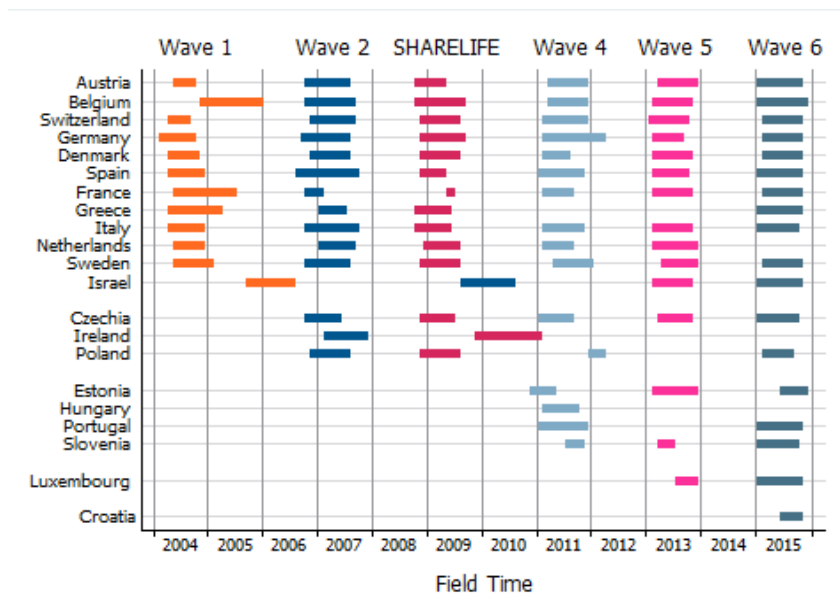 Wave 1 Wave 2 SHARELIFE Wave 4 Wave 5 Wave 6
Austria
Belgium
Switzerland
Germany
Denmark
Spain
France
Greece
Italy
Netherlands
Sweden
Israel
Czechia
Ireland
Poland
Estonia
Hungary
Portugal
Slovenia
Luxembourg
Croatia
2004 2005 2006 2007 2008 2009 2010 2011 2012 2013 2014 2015
Field Time